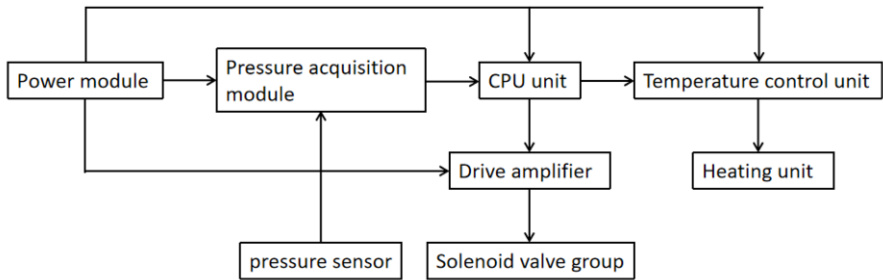 Power module
Pressure acquisition
module
CPU unit
Temperature control unit
Drive amplifier
Heating unit
pressure sensor
Solenoid valve group